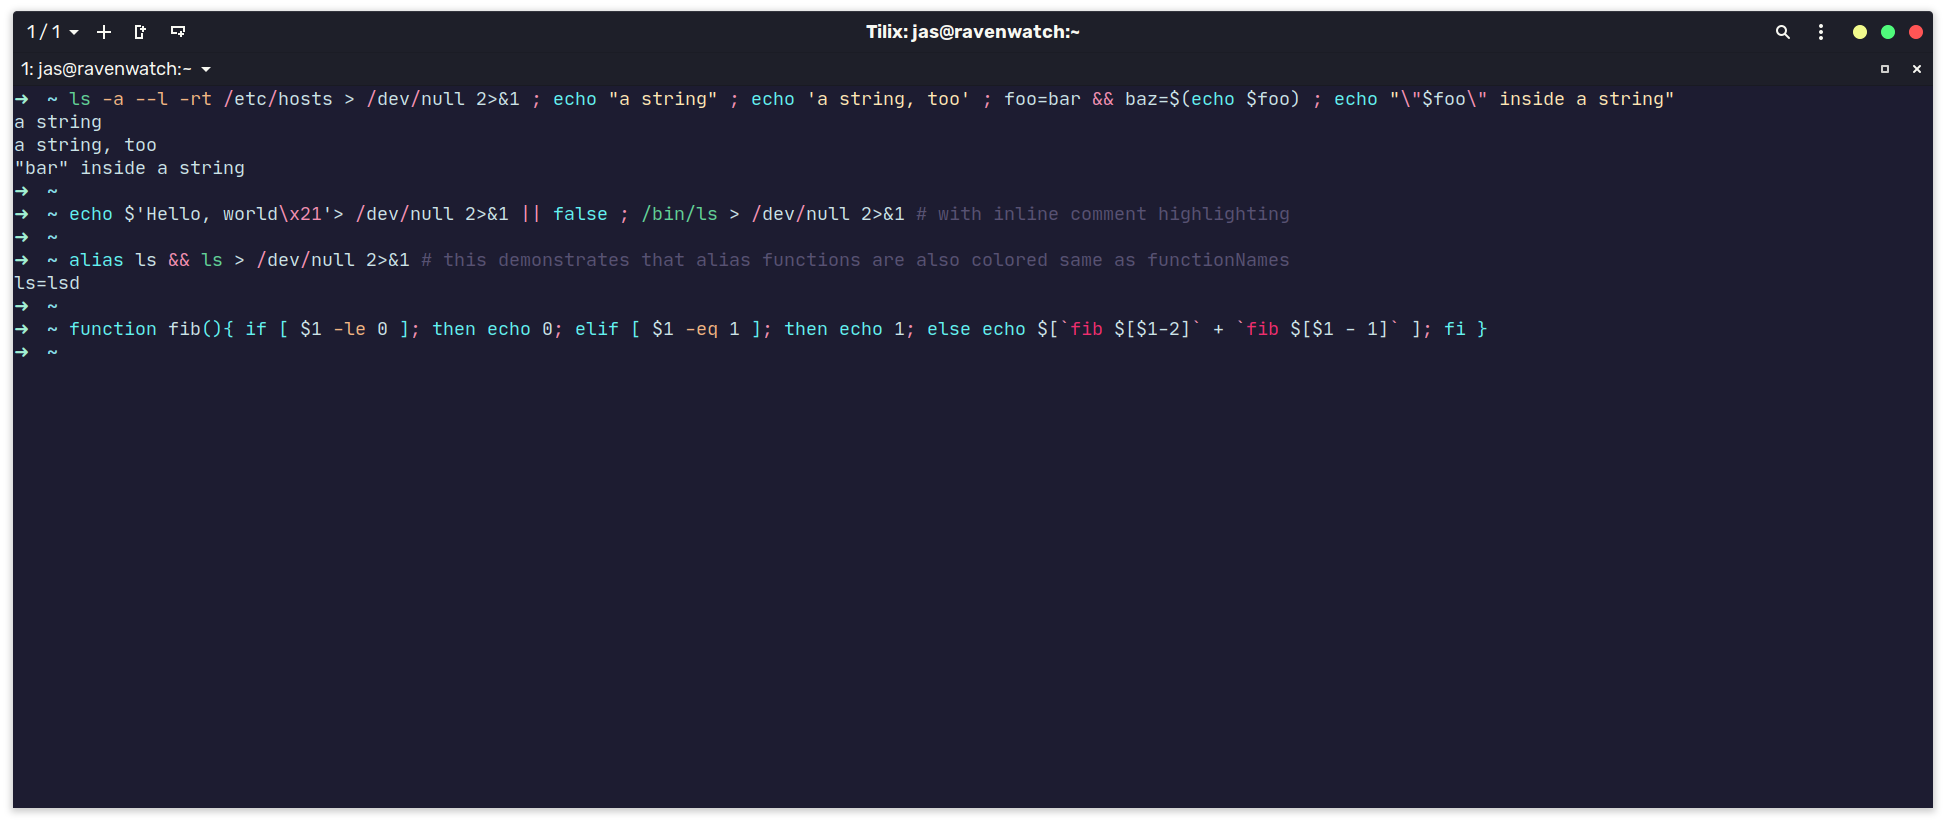 1 / 1
Tilix: jas@ravenwatch:~
1: jas@ravenwatch:~
➜  ~ ls -a --l -rt /etc/hosts > /dev/null 2>&1 ; echo "a string" ; echo 'a string, too' ; foo=bar && baz=$(echo $foo) ; echo "\"$foo\" inside a string"
a string
a string, too
"bar" inside a string
➜  ~
➜  ~ echo $'Hello, world\x21'> /dev/null 2>&1 || false ; /bin/ls > /dev/null 2>&1 # with inline comment highlighting
➜  ~
➜  ~ alias ls && ls > /dev/null 2>&1 # this demonstrates that alias functions are also colored same as functionNames
ls=lsd
➜  ~
➜  ~ function fib(){ if [ $1 -le 0 ]; then echo 0; elif [ $1 -eq 1 ]; then echo 1; else echo $[`fib $[$1-2]` + `fib $[$1 - 1]` ]; fi }
➜  ~